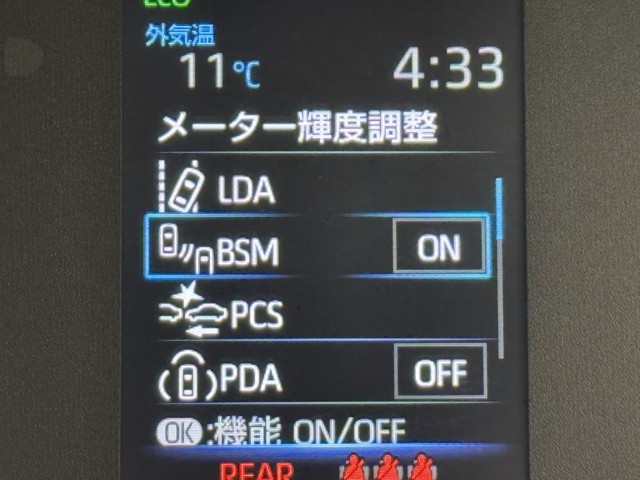 ECO
外気温
11℃ 4:33
メーター輝度調整
LDA
BSM ON
PCS
PDA OFF
OK:機能 ON/OFF
REAR